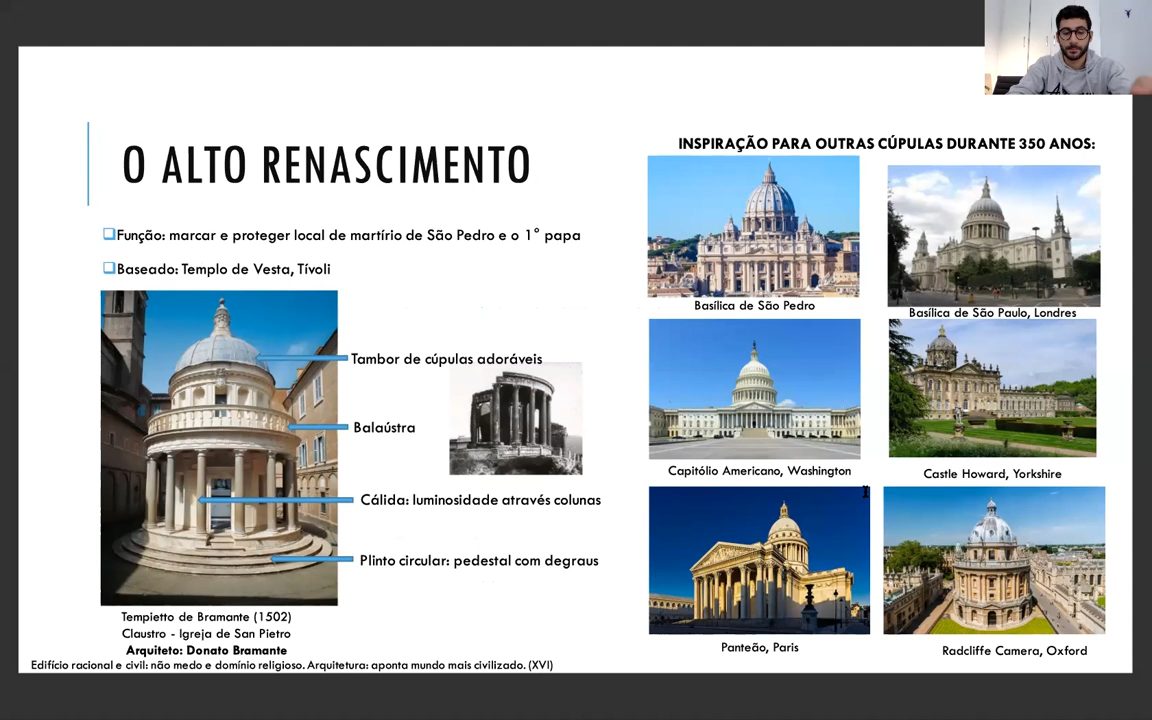 O ALTO RENASCIMENTO
Função: marcar e proteger local de martírio de São Pedro e o 1° papa
Baseado: Templo de Vesta, Tívoli
Tambor de cúpulas adoráveis
Balaústra
Cálida: luminosidade através colunas
Plinto circular: pedestal com degraus
Tempietto de Bramante (1502)
Claustro - Igreja de San Pietro
Arquiteto: Donato Bramante
Edifício racional e civil: não medo e domínio religioso. Arquitetura: aponta mundo mais civilizado. (XVI)
INSPIRAÇÃO PARA OUTRAS CÚPULAS DURANTE 350 ANOS:
Basílica de São Pedro
Basílica de São Paulo, Londres
Capitólio Americano, Washington
Castle Howard, Yorkshire
Panteão, Paris
Radcliffe Camera, Oxford